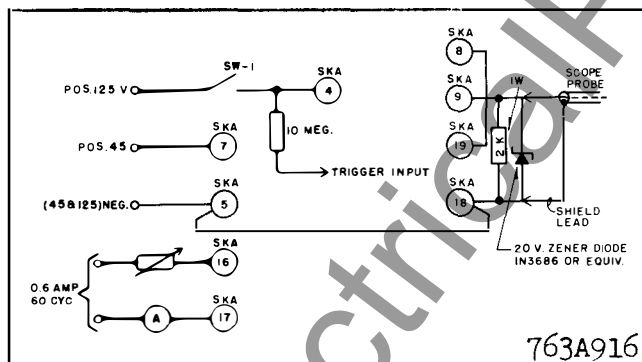 SKA
8
SW-1
SKA
SKA
1W
SCOPE
PROBE
POS.125 V
4
9
10 MEG.
SKA
SKA
2 K
POS.45
7
19
TRIGGER INPUT
SKA
SKA
(45&125)NEG.
5
18
SHIELD
LEAD
SKA
16
20 V. ZENER DIODE
IN3686 OR EQUIV.
0.6 AMP
60 CYC
SKA
A
17
763A916
ctricalP